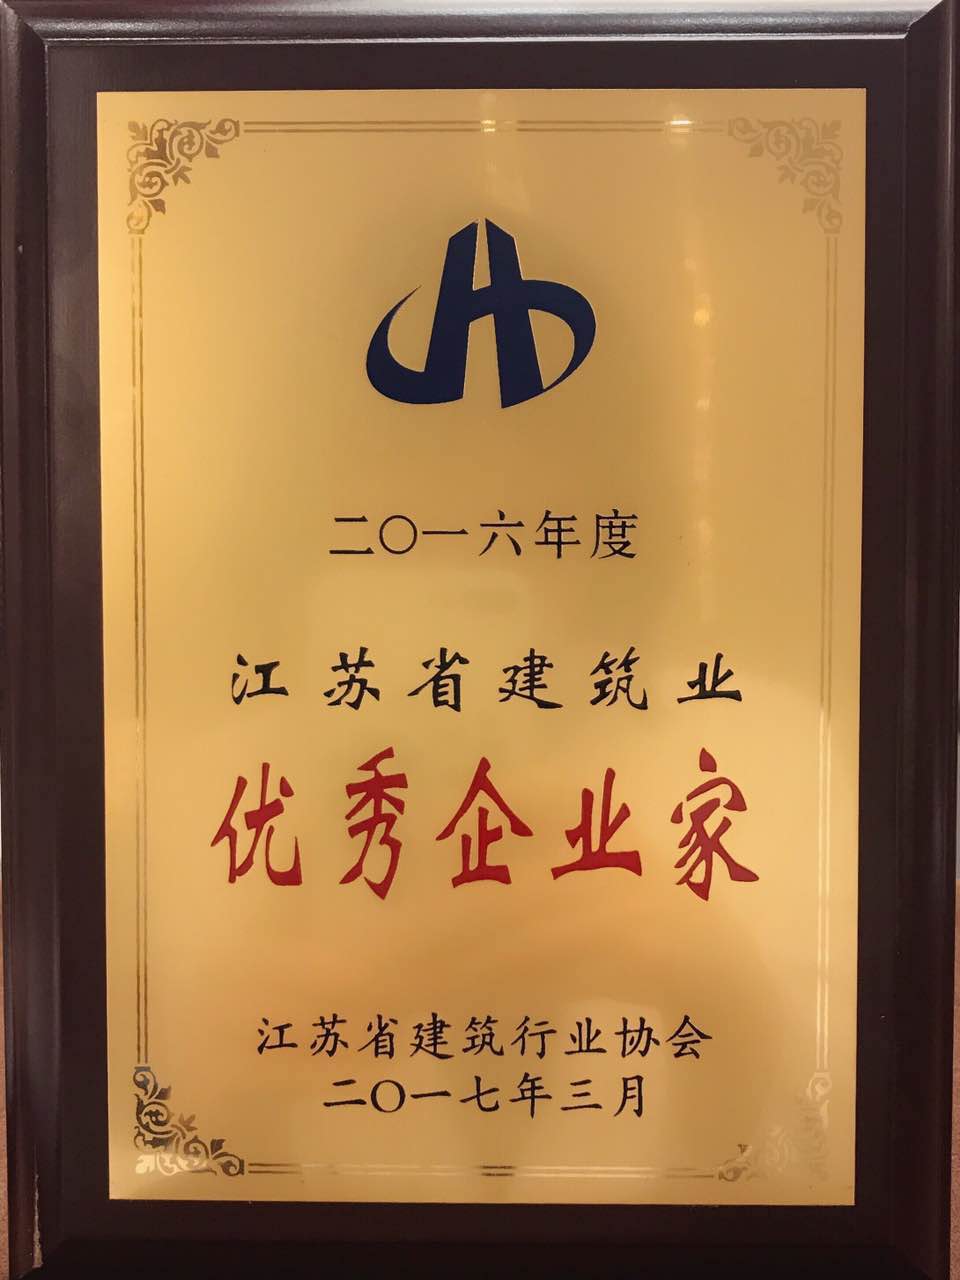 二〇一六年度
江苏省建筑业
优秀企业家
江苏省建筑行业协会
二〇一七年三月